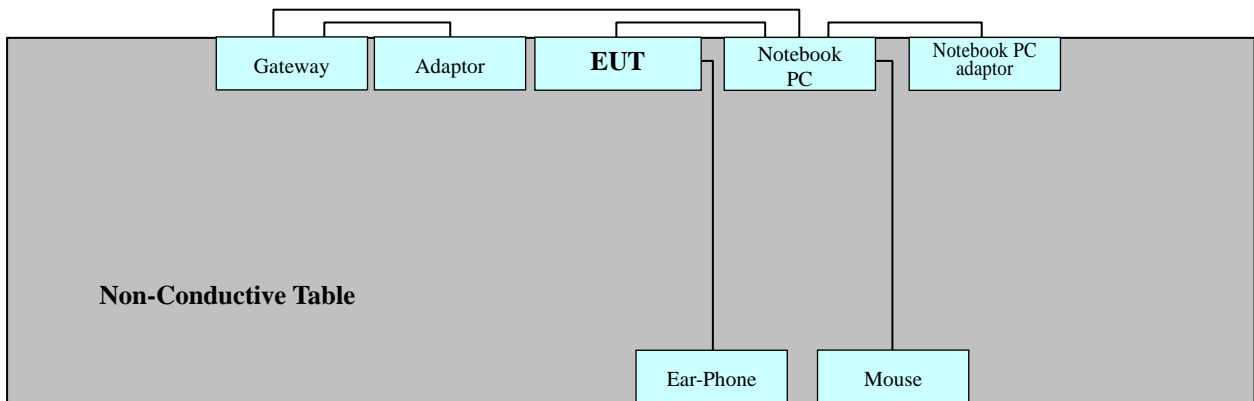 Gateway
Adaptor
EUT
Notebook
PC
Notebook PC
adaptor
Non-Conductive Table
Ear-Phone
Mouse